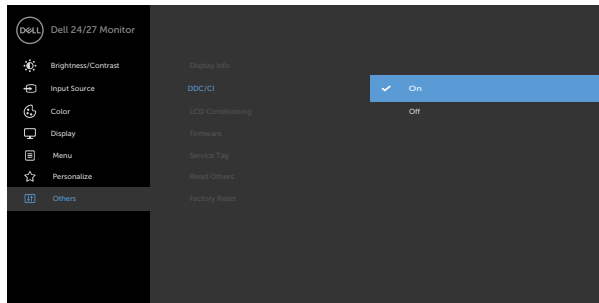 DELL
Dell 24/27 Monitor
Brightness/Contrast
Input Source
Color
Display
Menu
Personalize
Others
Display Info
DDC/CI
LCD Conditioning
Firmware
Service Tag
Reset Others
Factory Reset
On
Off